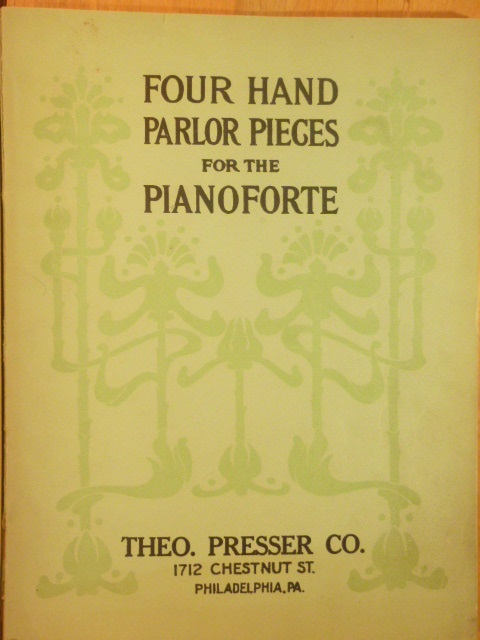 FOUR HAND
PARLOR PIECES
FOR THE
PIANOFORTE
THEO. PRESSER CO.
1712 CHESTNUT ST.
PHILADELPHIA, PA.